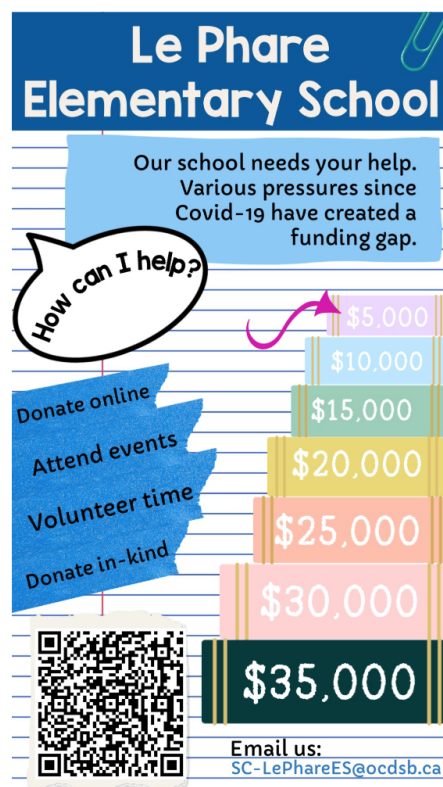 Le Phare
Elementary School
Our school needs your help.
Various pressures since
Covid-19 have created a
funding gap.
How can I help?
$5,000
$10,000
$15,000
$20,000
$25,000
$30,000
$35,000
Donate online
Attend events
Volunteer time
Donate in-kind
Email us:
SC-LePhareES@ocdsb.ca